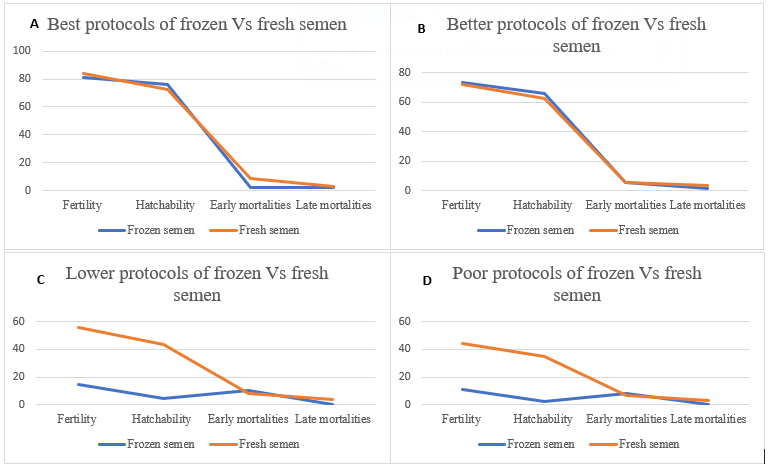 A Best protocols of frozen Vs fresh semen
100
80
60
40
20
0
Fertility Hatchability Early mortalities Late mortalities
Frozen semen Fresh semen
B Better protocols of frozen Vs fresh
semen
80
60
40
20
0
Fertility Hatchability Early mortalities Late mortalities
Frozen semen Fresh semen
C Lower protocols of frozen Vs fresh
semen
60
40
20
0
Fertility Hatchability Early mortalities Late mortalities
Frozen semen Fresh semen
D Poor protocols of frozen Vs fresh
semen
60
40
20
0
Fertility Hatchability Early mortalities Late mortalities
Frozen semen Fresh semen